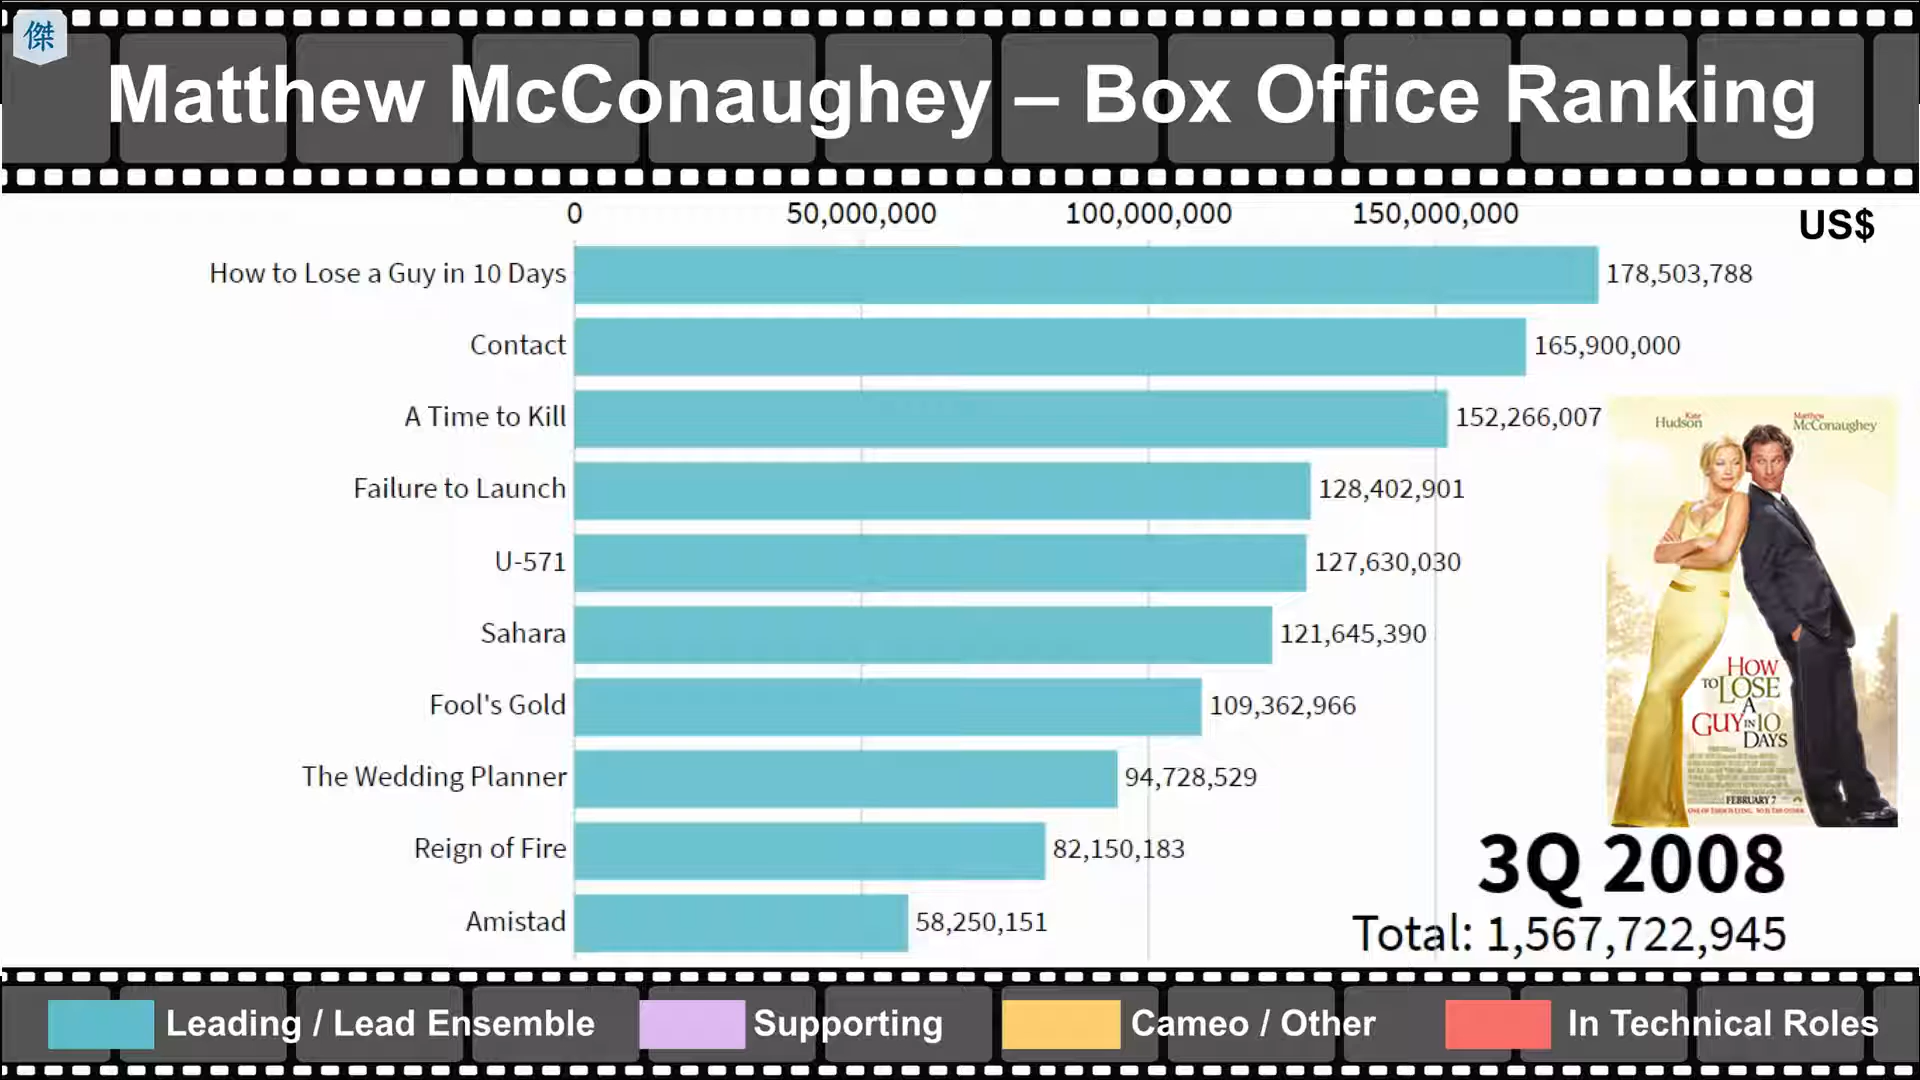 傑
Matthew McConaughey – Box Office Ranking
0 50,000,000 100,000,000 150,000,000 US$
How to Lose a Guy in 10 Days 178,503,788
Contact 165,900,000
A Time to Kill 152,266,007
Failure to Launch 128,402,901
U-571 127,630,030
Sahara 121,645,390
Fool's Gold 109,362,966
The Wedding Planner 94,728,529
Reign of Fire 82,150,183
Amistad 58,250,151
Kate
Hudson
Matthew
McConaughey
HOW
TO LOSE
A
GUY IN 10
DAYS
FEBRUARY 7
3Q 2008
Total: 1,567,722,945
Leading / Lead Ensemble Supporting Cameo / Other In Technical Roles